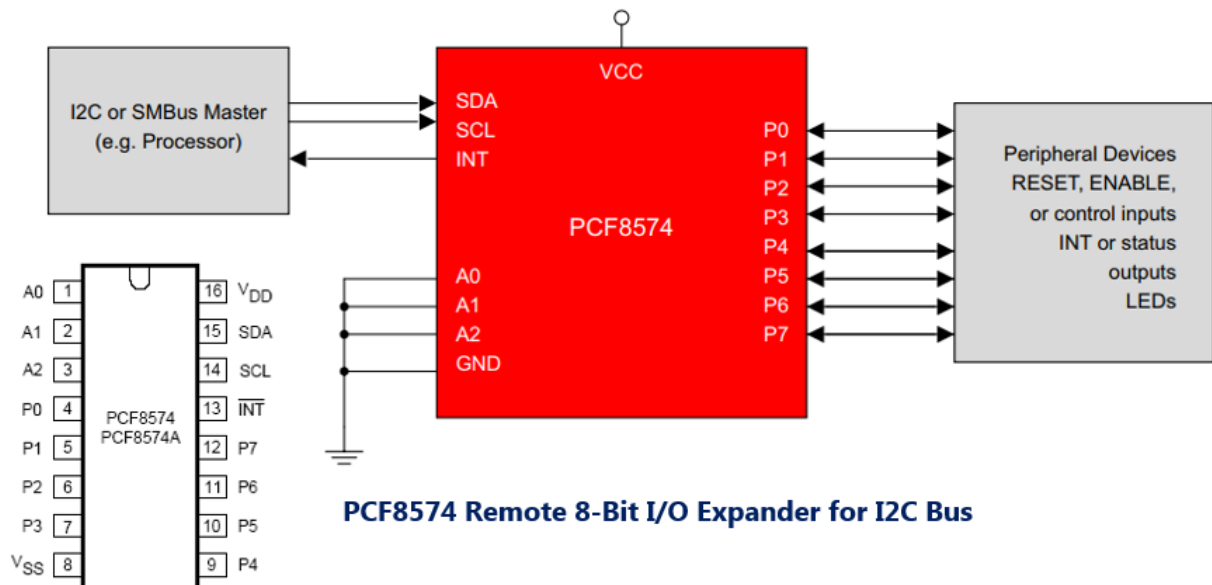 VCC
I2C or SMBus Master
(e.g. Processor)
SDA
SCL
INT
PCF8574
A0
A1
A2
GND
P0
P1
P2
P3
P4
P5
P6
P7
Peripheral Devices
RESET, ENABLE,
or control inputs
INT or status
outputs
LEDs
A0 1 16 VDD
A1 2 15 SDA
A2 3 14 SCL
P0 4 13 INT
PCF8574
PCF8574A
P1 5 12 P7
P2 6 11 P6
P3 7 10 P5
VSS 8 9 P4
PCF8574 Remote 8-Bit I/O Expander for I2C Bus